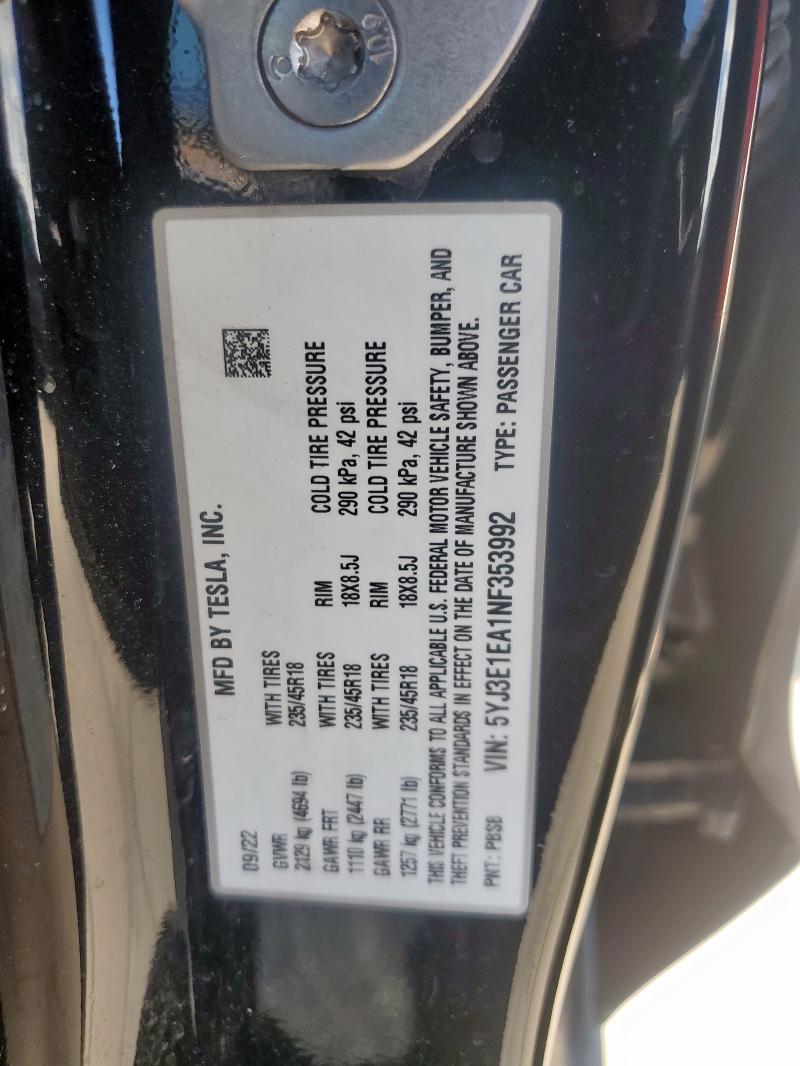 10.9
MFD BY TESLA, INC.
09/22
GVWR WITH TIRES
2129 kg (4694 lb) 235/45R18
GAWR FRT WITH TIRES RIM COLD TIRE PRESSURE
1110 kg (2447 lb) 235/45R18 18X8.5J 290 kPa, 42 psi
GAWR RR WITH TIRES RIM COLD TIRE PRESSURE
1257 kg (2771 lb) 235/45R18 18X8.5J 290 kPa, 42 psi
THIS VEHICLE CONFORMS TO ALL APPLICABLE U.S. FEDERAL MOTOR VEHICLE SAFETY, BUMPER, AND
THEFT PREVENTION STANDARDS IN EFFECT ON THE DATE OF MANUFACTURE SHOWN ABOVE.
PNT: PBSB VIN: 5YJ3E1EA1NF353992 TYPE: PASSENGER CAR